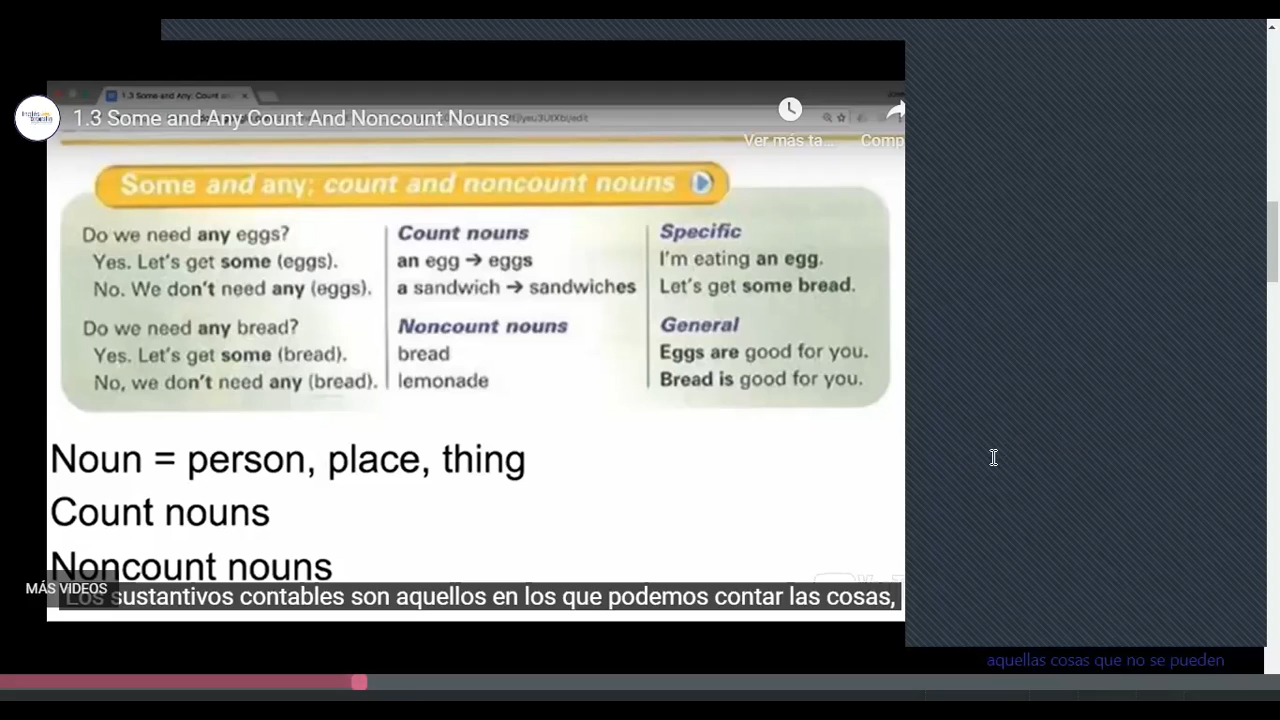 1.3 Some and Any Count And Noncount Nouns
Ver más ta...
Some and any; count and noncount nouns
Do we need any eggs?
Yes. Let's get some (eggs).
No. We don't need any (eggs).
Do we need any bread?
Yes. Let's get some (bread).
No, we don't need any (bread).
Count nouns
an egg → eggs
a sandwich → sandwiches
Noncount nouns
bread
lemonade
Specific
I'm eating an egg.
Let's get some bread.
General
Eggs are good for you.
Bread is good for you.
Noun = person, place, thing
Count nouns
Noncount nouns
MÁS VIDEOS
Los sustantivos contables son aquellos en los que podemos contar las cosas,
aquellas cosas que no se pueden